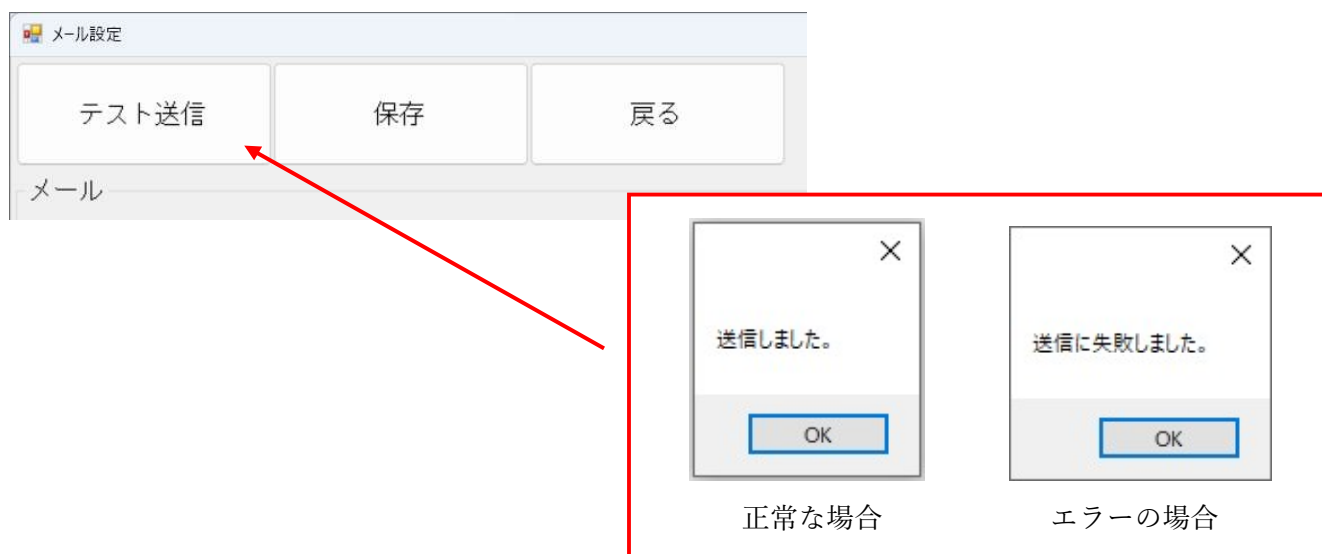 メール設定
テスト送信 保存 戻る
メール
送信しました。
OK
正常な場合
送信に失敗しました。
OK
エラーの場合